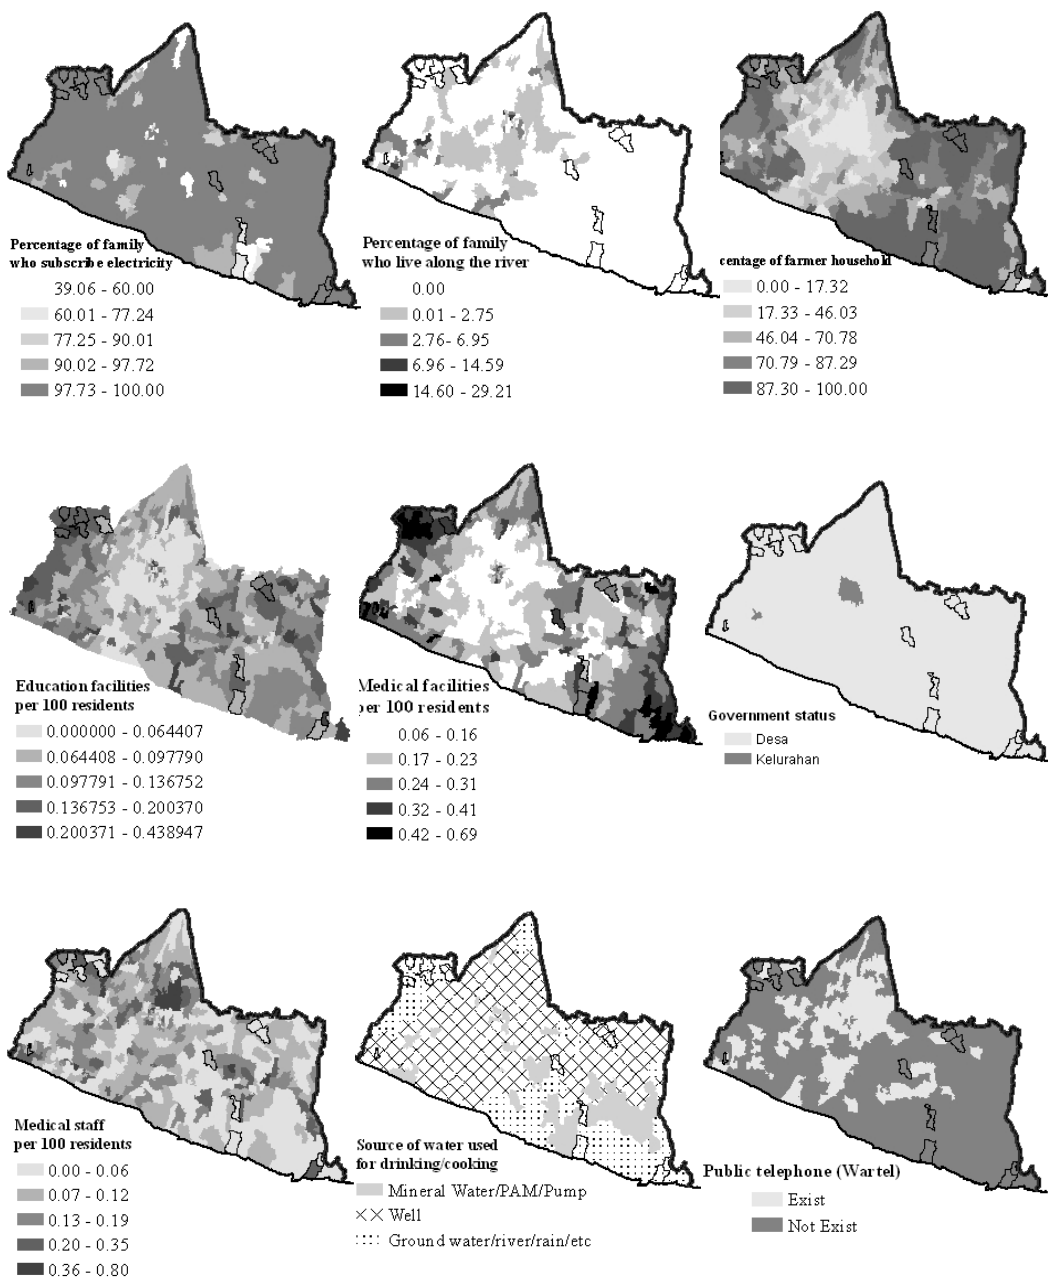 Percentage of family
who subscribe electricity
39.06 - 60.00
60.01 - 77.24
77.25 - 90.01
90.02 - 97.72
97.73 - 100.00
Percentage of family
who live along the river
0.00
0.01 - 2.75
2.76- 6.95
6.96 - 14.59
14.60 - 29.21
centage of farmer household
0.00 - 17.32
17.33 - 46.03
46.04 - 70.78
70.79 - 87.29
87.30 - 100.00
Education facilities
per 100 residents
0.000000 - 0.064407
0.064408 - 0.097790
0.097791 - 0.136752
0.136753 - 0.200370
0.200371 - 0.438947
Medical facilities
per 100 residents
0.06 - 0.16
0.17 - 0.23
0.24 - 0.31
0.32 - 0.41
0.42 - 0.69
Government status
Desa
Kelurahan
Medical staff
per 100 residents
0.00 - 0.06
0.07 - 0.12
0.13 - 0.19
0.20 - 0.35
0.36 - 0.80
Source of water used
for drinking/cooking
Mineral Water/PAM/Pump
Well
Ground water/river/rain/etc
Public telephone (Wartel)
Exist
Not Exist